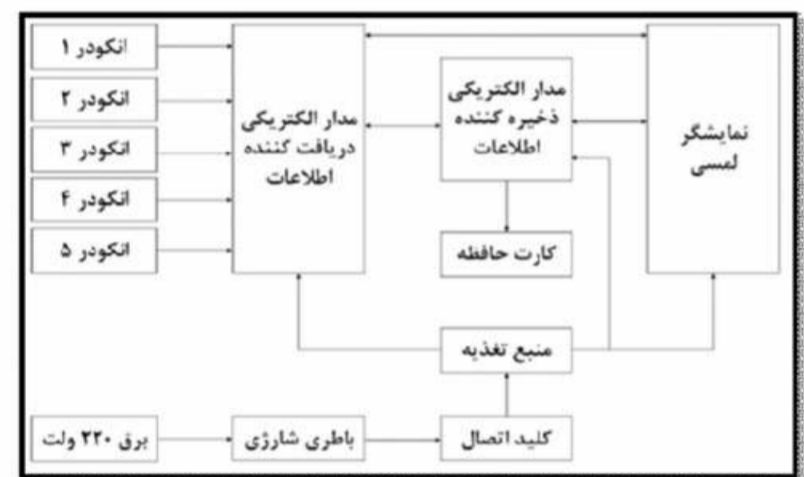 انکودر ۱
انکودر ۲
انکودر ۳
انکودر ۴
انکودر ۵
مدار الکتریکی
دریافت کننده
اطلاعات
مدار الکتریکی
ذخیره کننده
اطلاعات
نمایشگر
لمسی
کارت حافظه
منبع تغذیه
برق ۲۲۰ ولت
باطری شارژی
کلید اتصال